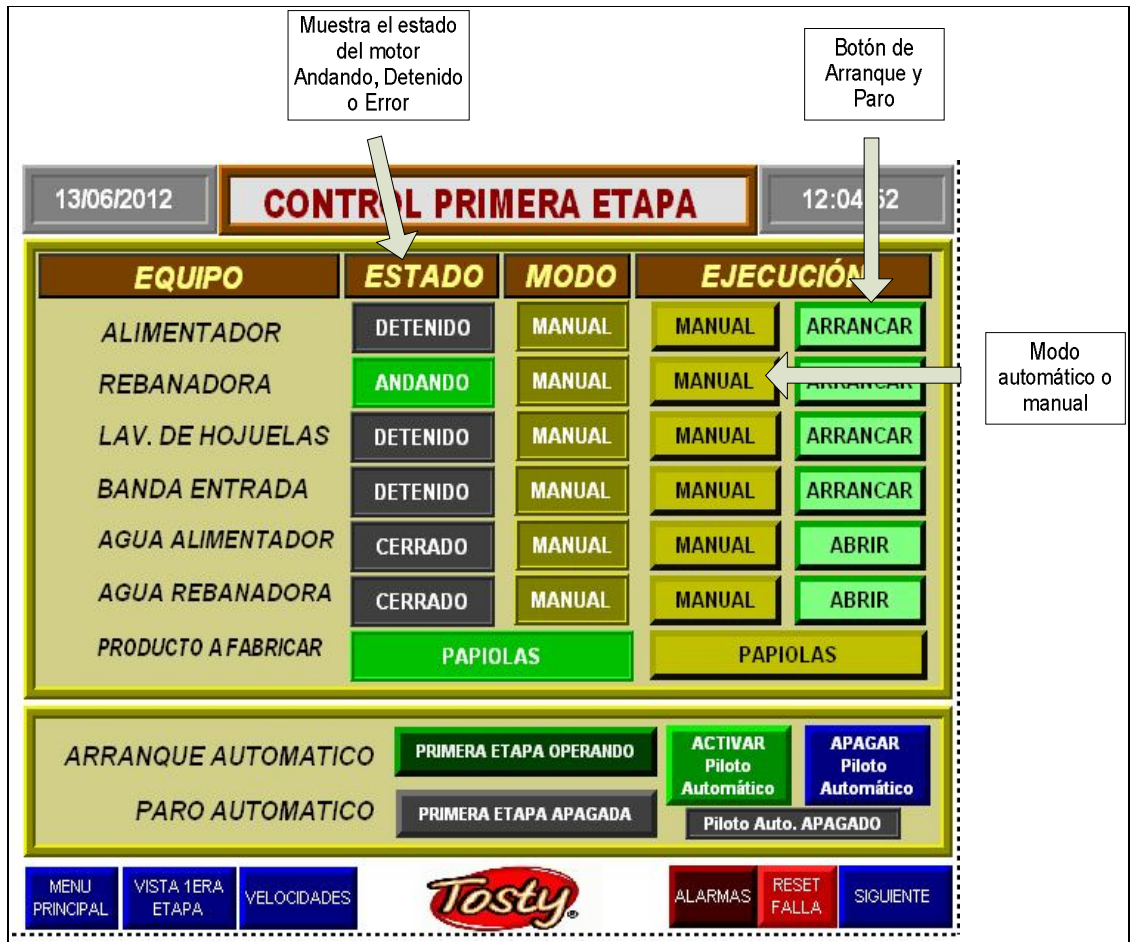 Muestra el estado
del motor
Andando, Detenido
o Error
Botón de
Arranque y
Paro
13/06/2012
CONTROL PRIMERA ETAPA
12:04:52
EQUIPO ESTADO MODO EJECUCIÓN
ALIMENTADOR DETENIDO MANUAL MANUAL ARRANCAR
REBANADORA ANDANDO MANUAL MANUAL ARRANCAR
Modo
automático o
manual
LAV. DE HOJUELAS DETENIDO MANUAL MANUAL ARRANCAR
BANDA ENTRADA DETENIDO MANUAL MANUAL ARRANCAR
AGUA ALIMENTADOR CERRADO MANUAL MANUAL ABRIR
AGUA REBANADORA CERRADO MANUAL MANUAL ABRIR
PRODUCTO A FABRICAR PAPIOLAS PAPIOLAS
ARRANQUE AUTOMATICO PRIMERA ETAPA OPERANDO
ACTIVAR
Piloto
Automático
APAGAR
Piloto
Automático
PARO AUTOMATICO PRIMERA ETAPA APAGADA
Piloto Auto. APAGADO
MENU
PRINCIPAL
VISTA 1ERA
ETAPA
VELOCIDADES
Tosty®
ALARMAS
RESET
FALLA
SIGUIENTE